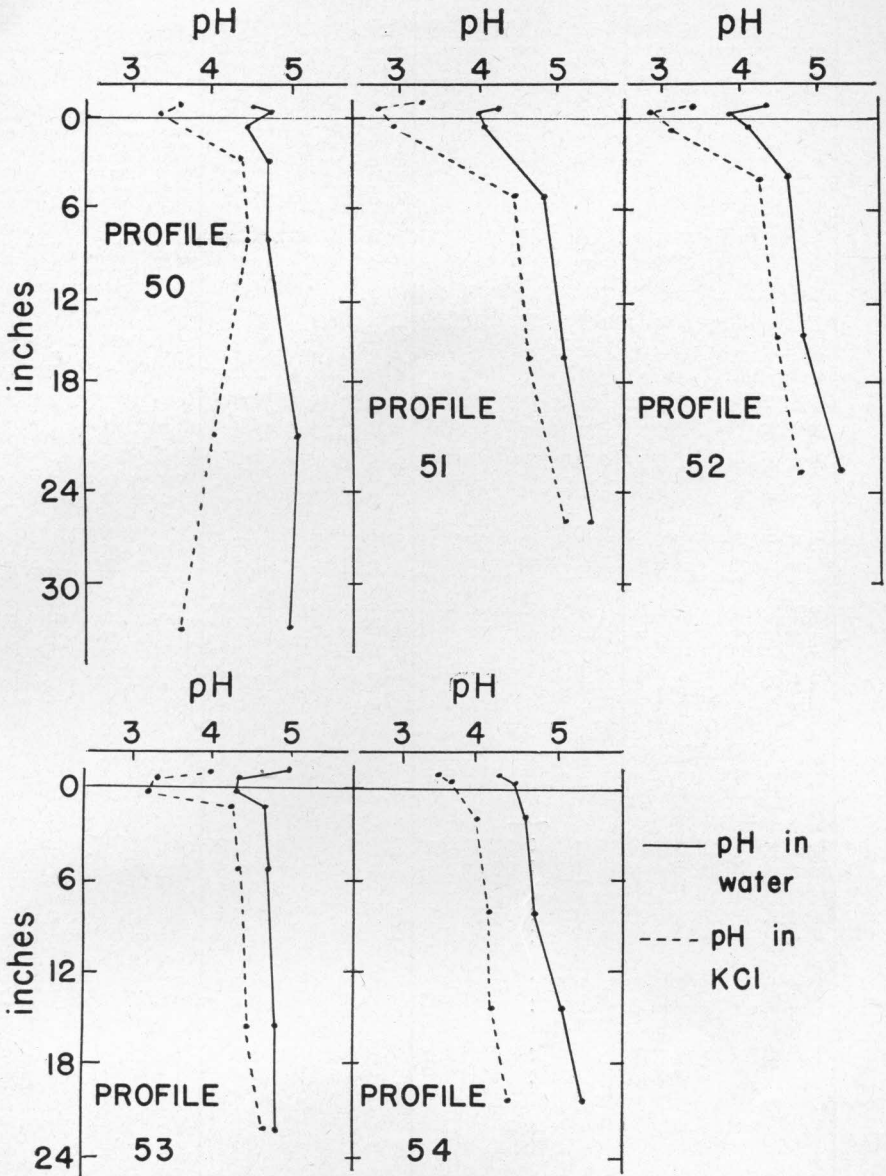 pH pH pH
3 4 5 3 4 5 3 4 5
0
6
PROFILE
50
12
inches
18
PROFILE
51
PROFILE
52
24
30
pH pH
3 4 5 3 4 5
0
6
inches
12
18
PROFILE
53
PROFILE
54
24
pH in
water
pH in
KCl